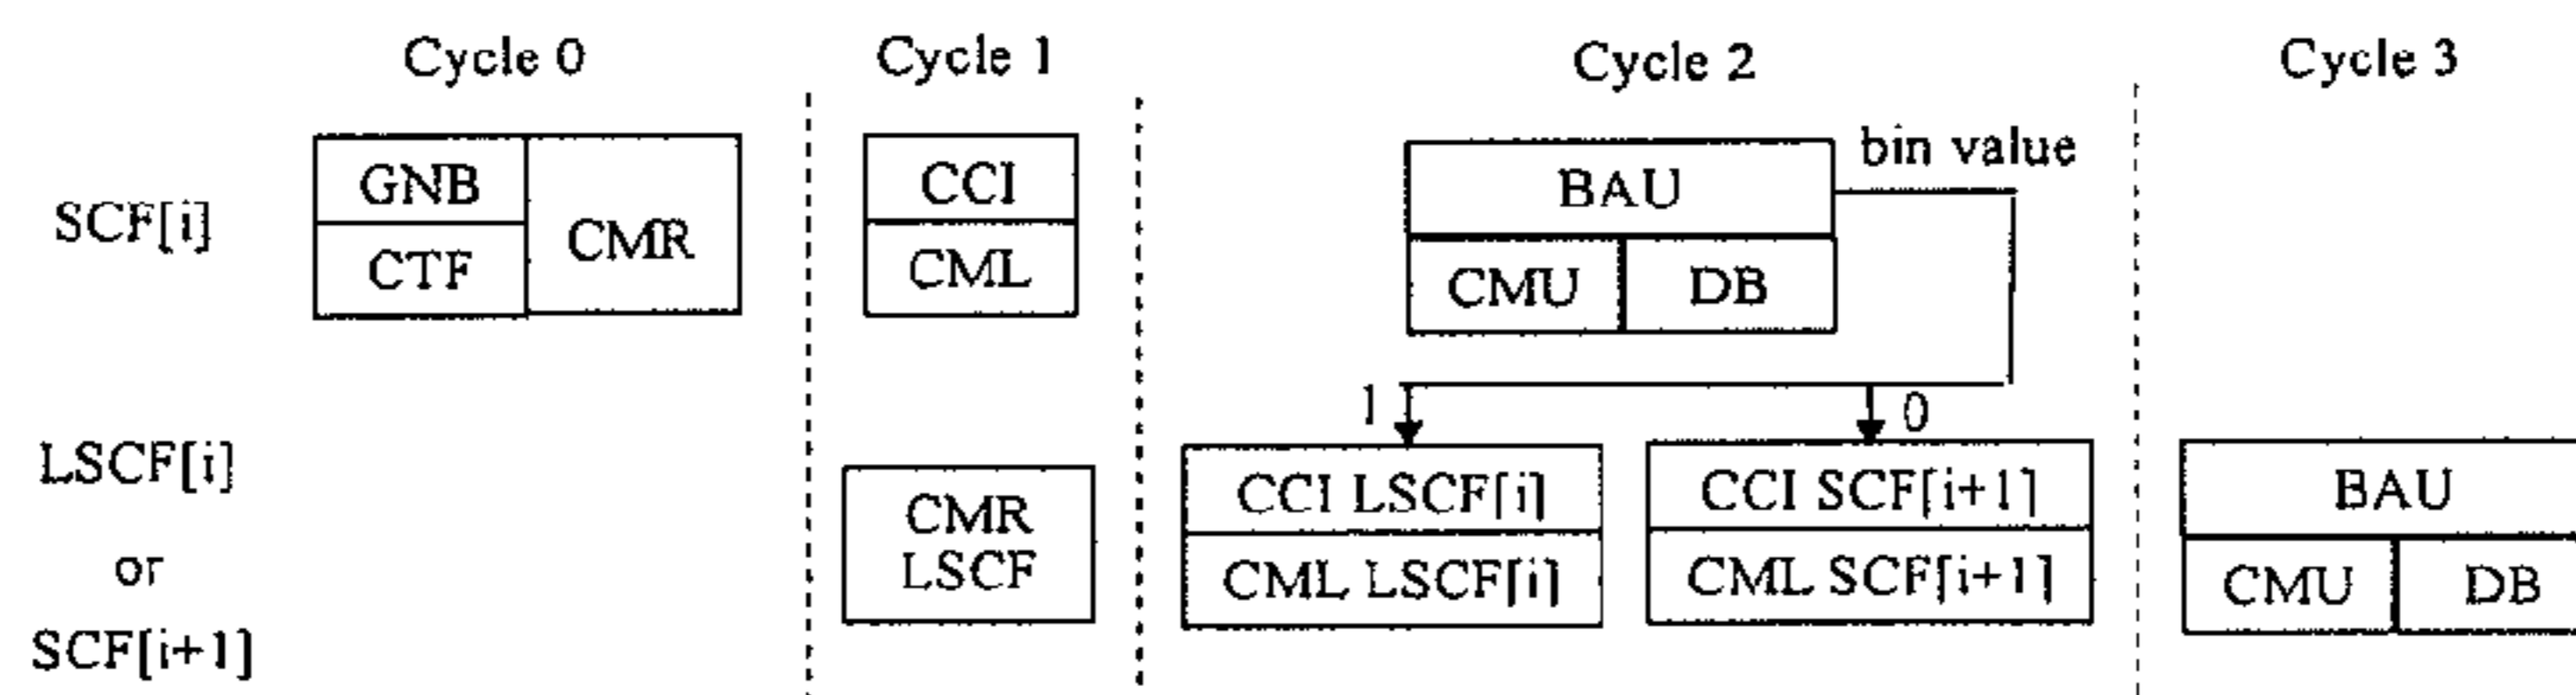 Cycle 0
Cycle 1
Cycle 2
Cycle 3
SCF[i]
GNB
CTF
CMR
CCI
CML
BAU
CMU
DB
bin value
1
0
LSCF[i]
or
SCF[i+1]
CMR
LSCF
CCI LSCF[i]
CML LSCF[i]
CCI SCF[i+1]
CML SCF[i+1]
BAU
CMU
DB